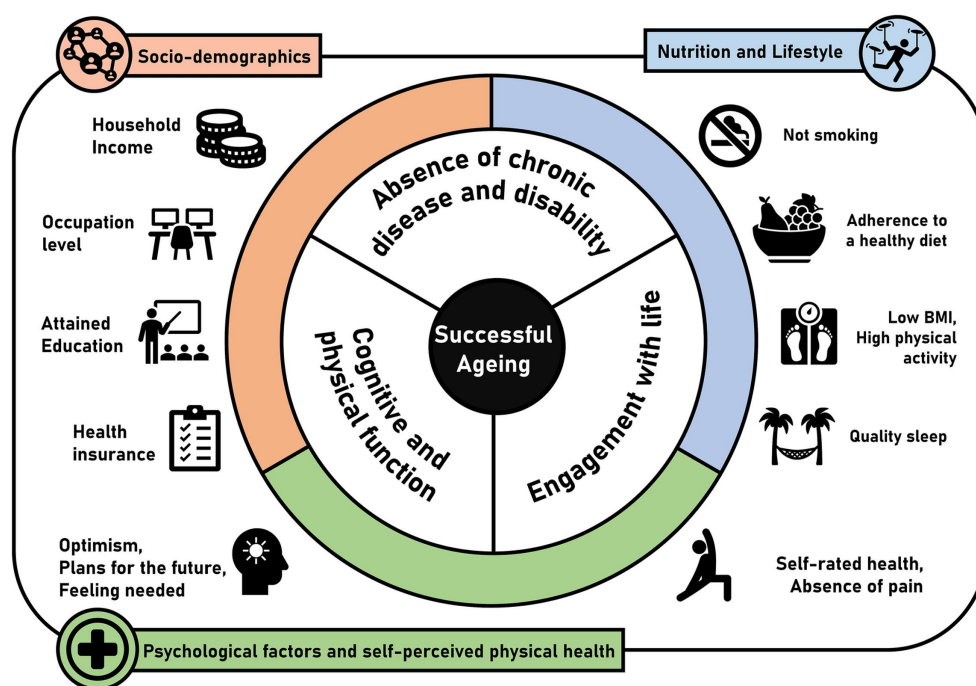 Socio-demographics
Nutrition and Lifestyle
Household
Income
Occupation
level
Attained
Education
Health
insurance
Optimism,
Plans for the future,
Feeling needed
Absence of chronic
disease and disability
Cognitive and
physical function
Engagement with life
Successful
Ageing
Not smoking
Adherence to
a healthy diet
Low BMI,
High physical
activity
Quality sleep
Self-rated health,
Absence of pain
Psychological factors and self-perceived physical health